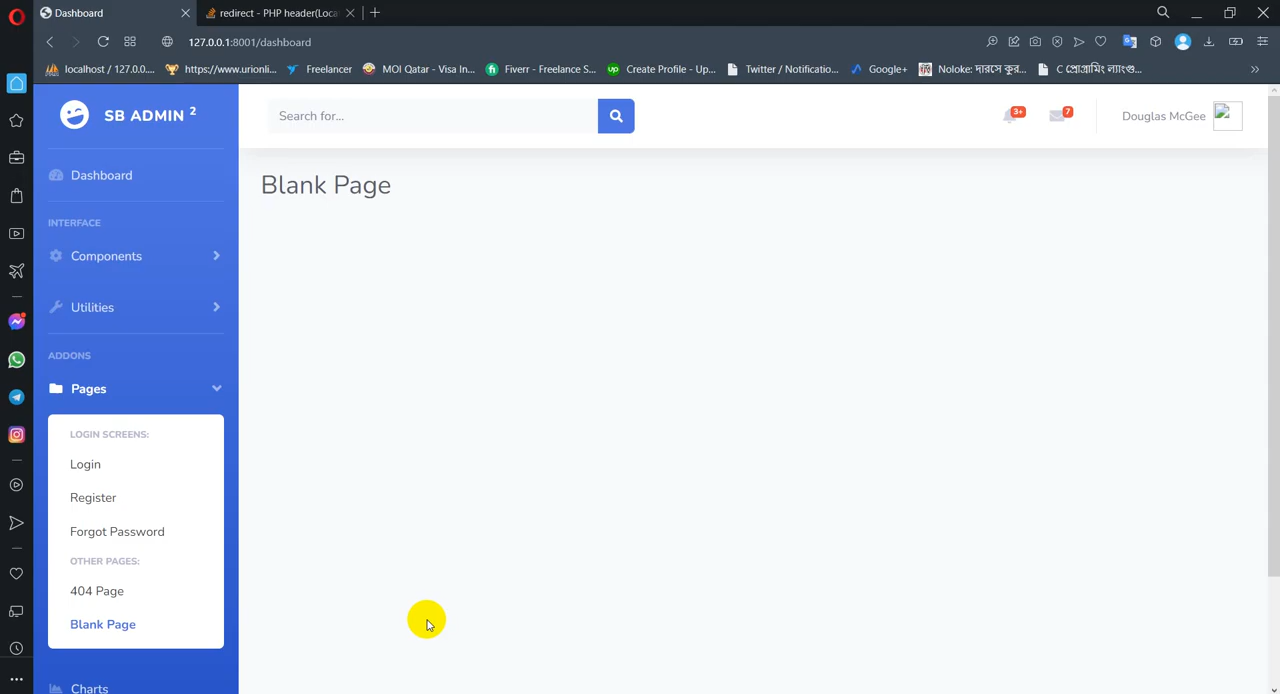 Dashboard
redirect - PHP header(Loca
127.0.0.1:8001/dashboard
localhost / 127.0.0....
https://www.urionli...
Freelancer
MOI Qatar - Visa In...
Fiverr - Freelance S...
Create Profile - Up...
Twitter / Notificatio...
Google+
Noloke: দারসে কুর...
C প্রোগ্রামিং ল্যাংগু...
SB ADMIN 2
Search for...
3+
7
Douglas McGee
Dashboard
Blank Page
INTERFACE
Components
Utilities
ADDONS
Pages
LOGIN SCREENS:
Login
Register
Forgot Password
OTHER PAGES:
404 Page
Blank Page
Charts